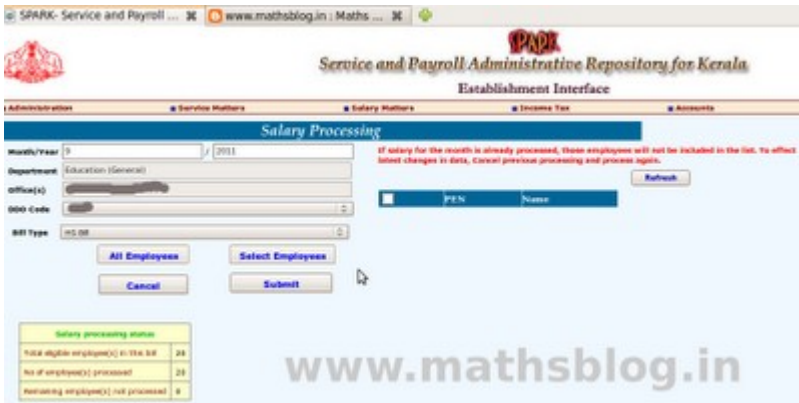 SPARK- Service and Payroll ...
www.mathsblog.in : Maths ...
SPARK
Service and Payroll Administrative Repository for Kerala
Establishment Interface
Administration Service Matters Salary Matters Income Tax Accounts
Salary Processing
Month/Year 9 / 2011
If salary for the month is already processed, those employees will not be included in the list. To effect
latest changes in data, Cancel previous processing and process again.
Department Education (General)
Refresh
Office(s)
DDO Code
PEN Name
Bill Type HS Bill
All Employees Select Employees
Cancel Submit
Salary processing status
Total eligible employee(s) in the bill 20
No of employee(s) processed 20
Remaining employee(s) not processed 0
www.mathsblog.in